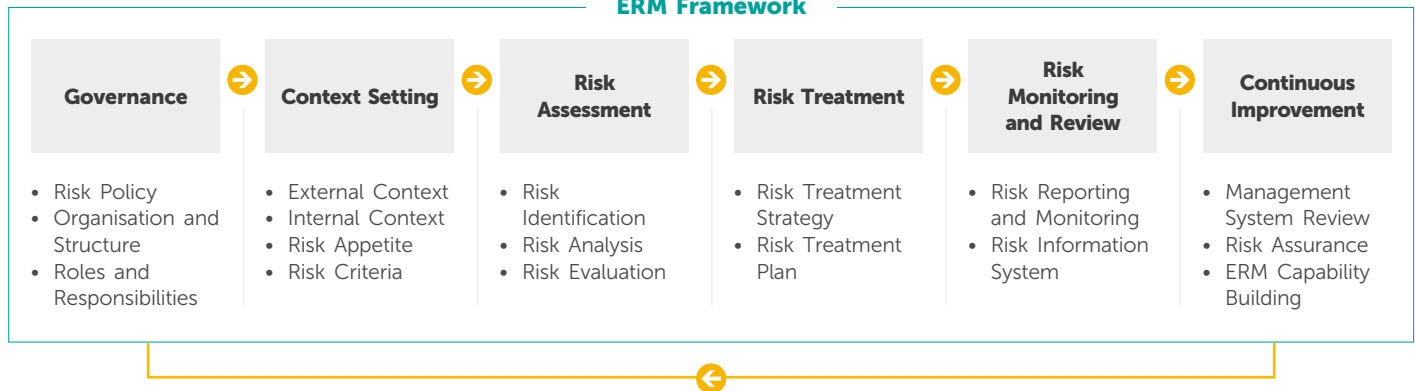 ERM Framework
Governance
Context Setting
Risk
Assessment
Risk Treatment
Risk
Monitoring
and Review
Continuous
Improvement
• Risk Policy
• Organisation and
Structure
• Roles and
Responsibilities
• External Context
• Internal Context
• Risk Appetite
• Risk Criteria
• Risk
Identification
• Risk Analysis
• Risk Evaluation
• Risk Treatment
Strategy
• Risk Treatment
Plan
• Risk Reporting
and Monitoring
• Risk Information
System
• Management
System Review
• Risk Assurance
• ERM Capability
Building